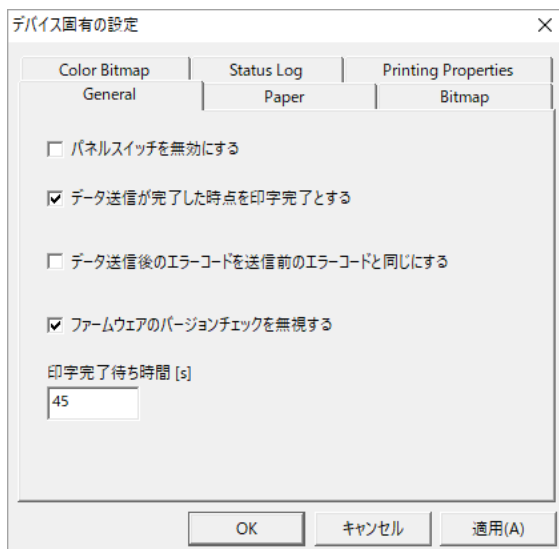 デバイス固有の設定
Color Bitmap
Status Log
Printing Properties
General
Paper
Bitmap
パネルスイッチを無効にする
データ送信が完了した時点を印字完了とする
データ送信後のエラーコードを送信前のエラーコードと同じにする
ファームウェアのバージョンチェックを無視する
印字完了待ち時間 [s]
45
OK
キャンセル
適用(A)